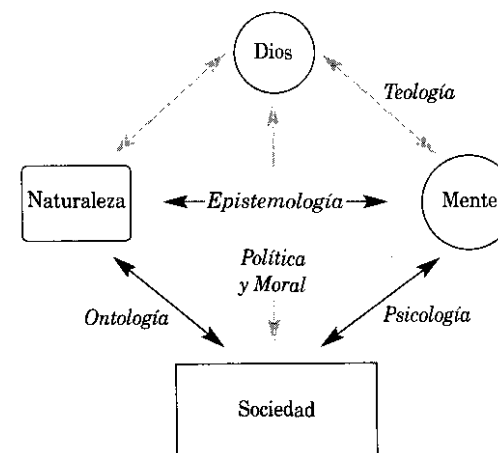 Dios
Teología
Naturaleza
Epistemología
Mente
Política
y Moral
Ontología
Psicología
Sociedad